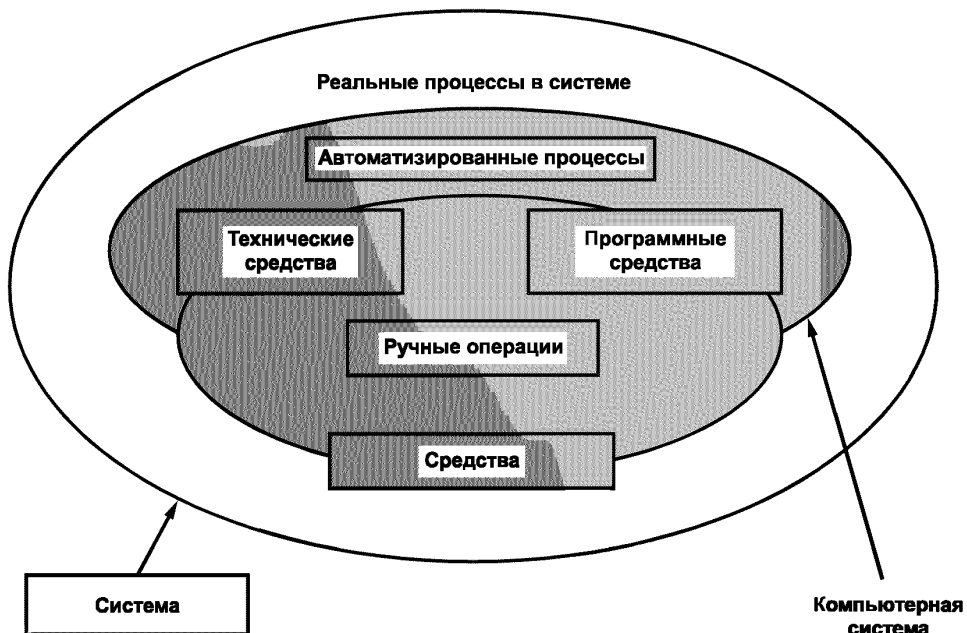 Реальные процессы в системе
Автоматизированные процессы
Технические
средства
Программные
средства
Ручные операции
Средства
Система
Компьютерная
система